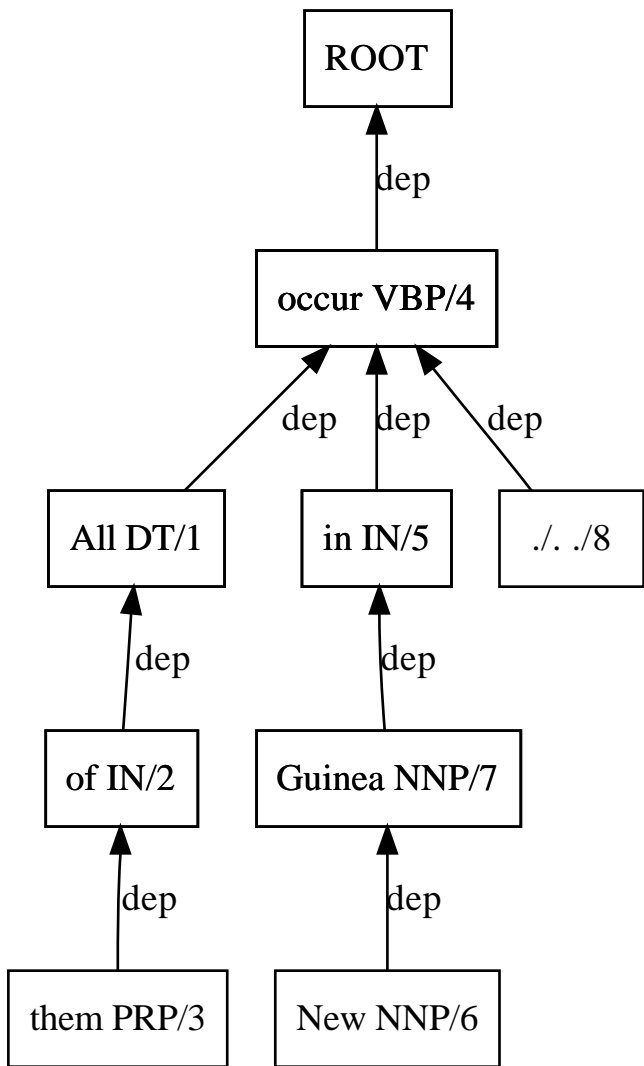 ROOT
dep
occur VBP/4
dep dep dep
All DT/1 in IN/5 ./. ./8
dep dep
of IN/2 Guinea NNP/7
dep dep
them PRP/3 New NNP/6